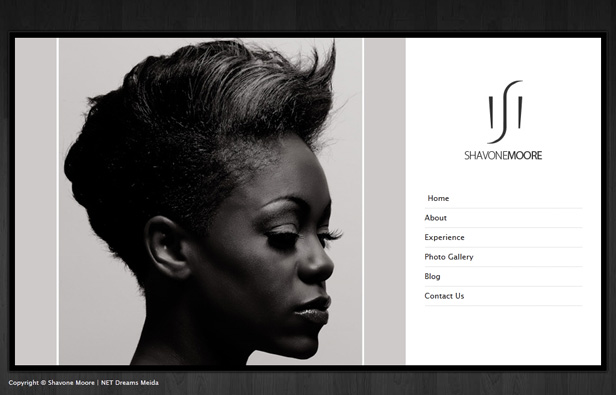 SHAVONEMOORE
Home
About
Experience
Photo Gallery
Blog
Contact Us
Copyright © Shavone Moore | NET Dreams Meida